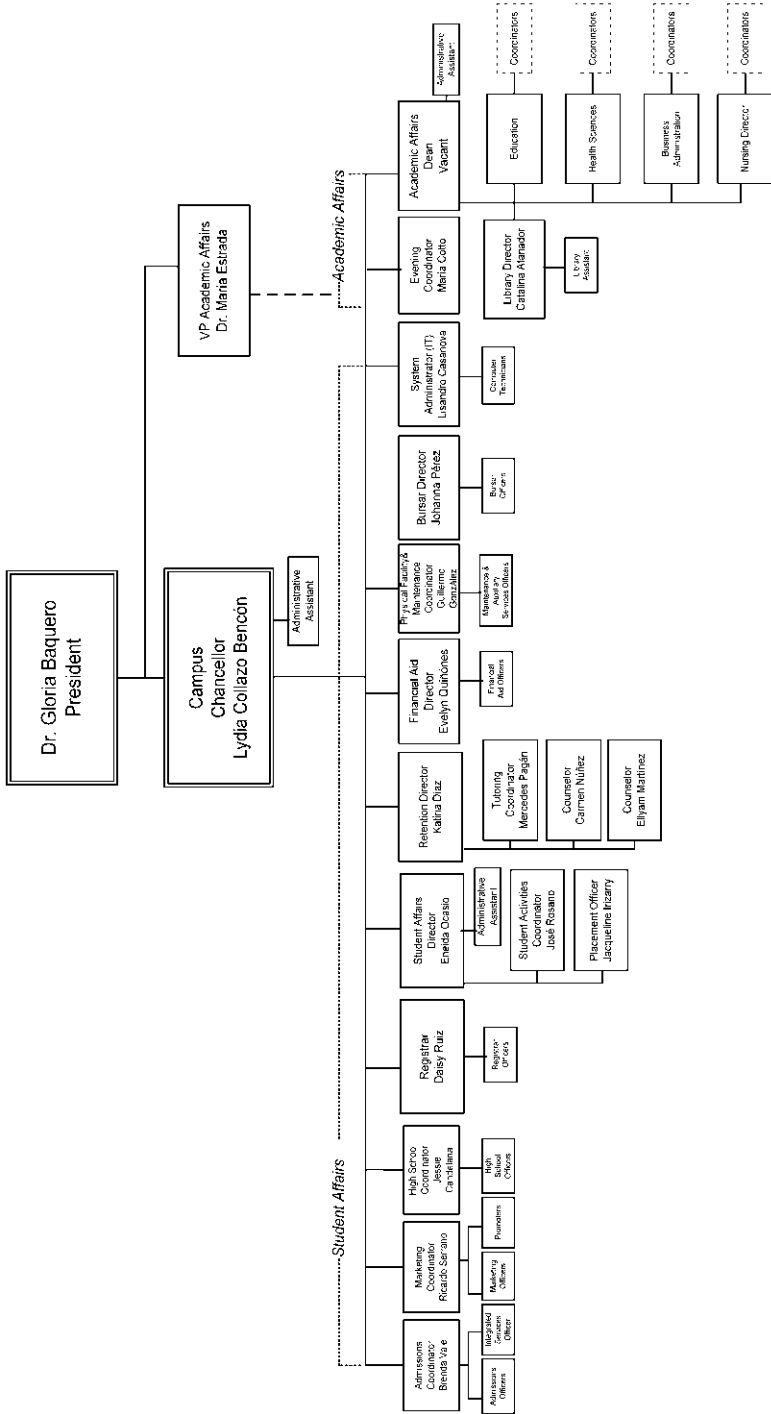 Dr. Gloria Baquero
President
VP Academic Affairs
Dr. Maria Estrada
Campus
Chancellor
Lydia Collazo Bencón
Administrative
Assistant
Student Affairs
Academic Affairs
Admissions
Coordinator
Brenda Vale
Marketing
Coordinator
Ricardo Serrano
High School
Coordinator
Jessie
Candelaria
Registrar
Daisy Ruiz
Student Affairs
Director
Eneida Ocasio
Retention Director
Katina Diaz
Financial Aid
Director
Evelyn Quiñónes
Physical Facility&
Maintenance
Coordinator
Guillermo
González
Bursar Director
Johanna Pérez
System
Administrator (IT)
Lisandro Casanova
Evening
Coordinator
Maria Cotto
Academic Affairs
Dean
Vacant
Administrative
Assistant
Admissions
Officers
Integrated
Services
Officer
Marketing
Officers
Promoters
High
School
Officers
Registrar
Officers
Administrative
Assistant
Student Activities
Coordinator
José Rosario
Placement Officer
Jacqueline Irizarry
Tutoring
Coordinator
Mercedes Pagán
Counselor
Carmen Núñez
Counselor
Martinez
Financial
Aid Officers
Maintenance &
Auxiliary
Services Officers
Bursar
Officers
Computer
Technicians
Library Director
Catalina
Library
Assistant
Education
Coordinators
Health Sciences
Coordinators
Business
Administration
Coordinators
Nursing Director
Coordinators